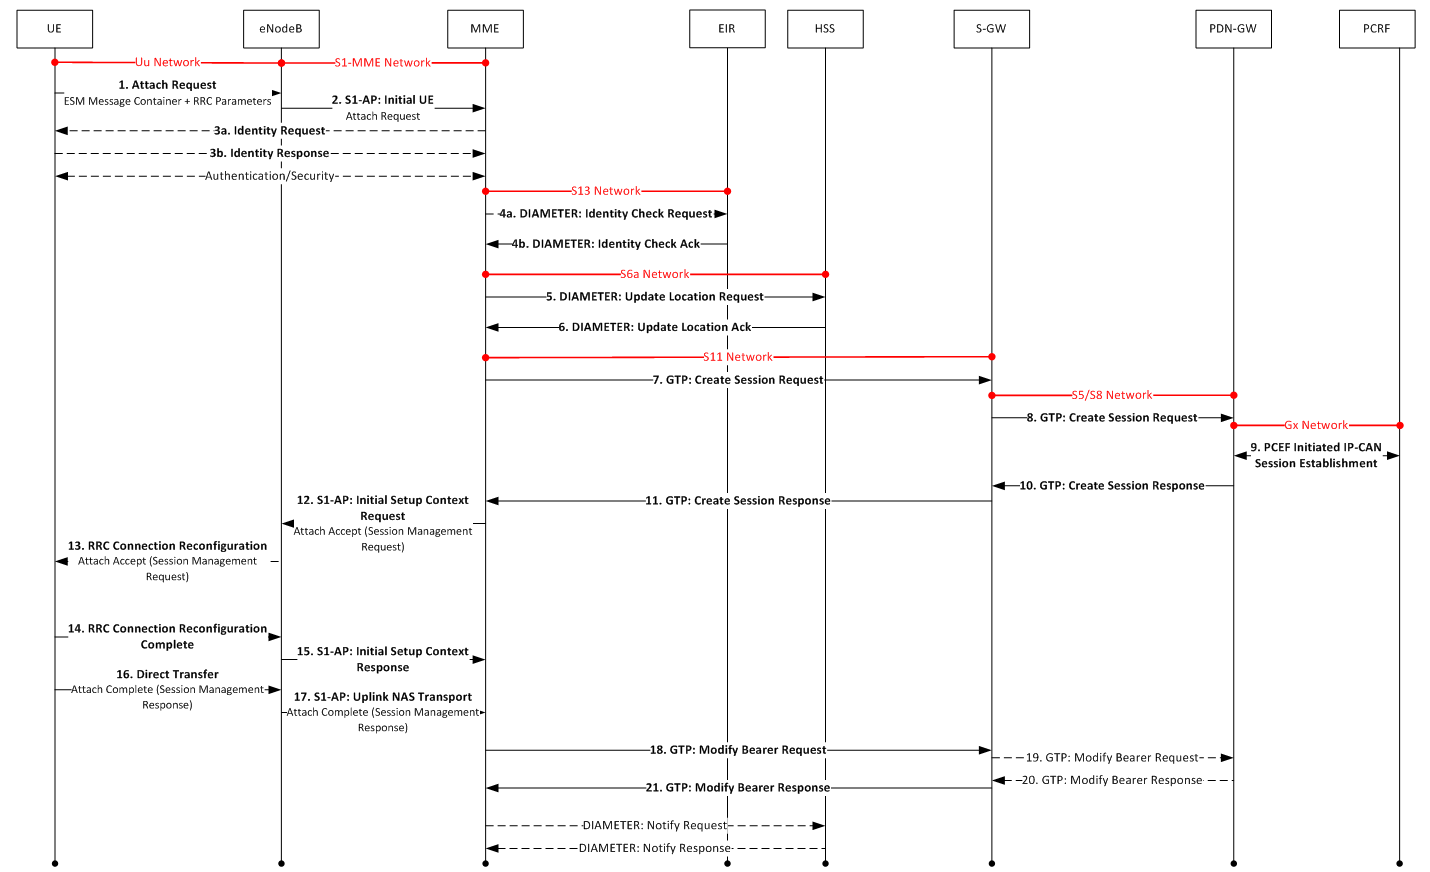 UE
eNodeB
MME
EIR
HSS
S-GW
PDN-GW
PCRF
Uu Network
S1-MME Network
1. Attach Request
ESM Message Container + RRC Parameters
2. S1-AP: Initial UE
Attach Request
3a. Identity Request
3b. Identity Response
Authentication/Security
S13 Network
4a. DIAMETER: Identity Check Request
4b. DIAMETER: Identity Check Ack
S6a Network
5. DIAMETER: Update Location Request
6. DIAMETER: Update Location Ack
S11 Network
7. GTP: Create Session Request
S5/S8 Network
8. GTP: Create Session Request
Gx Network
9. PCEF Initiated IP-CAN
Session Establishment
10. GTP: Create Session Response
11. GTP: Create Session Response
12. S1-AP: Initial Setup Context
Request
Attach Accept (Session Management
Request)
13. RRC Connection Reconfiguration
Attach Accept (Session Management
Request)
14. RRC Connection Reconfiguration
Complete
15. S1-AP: Initial Setup Context
Response
16. Direct Transfer
Attach Complete (Session Management
Response)
17. S1-AP: Uplink NAS Transport
Attach Complete (Session Management
Response)
18. GTP: Modify Bearer Request
19. GTP: Modify Bearer Request
20. GTP: Modify Bearer Response
21. GTP: Modify Bearer Response
DIAMETER: Notify Request
DIAMETER: Notify Response